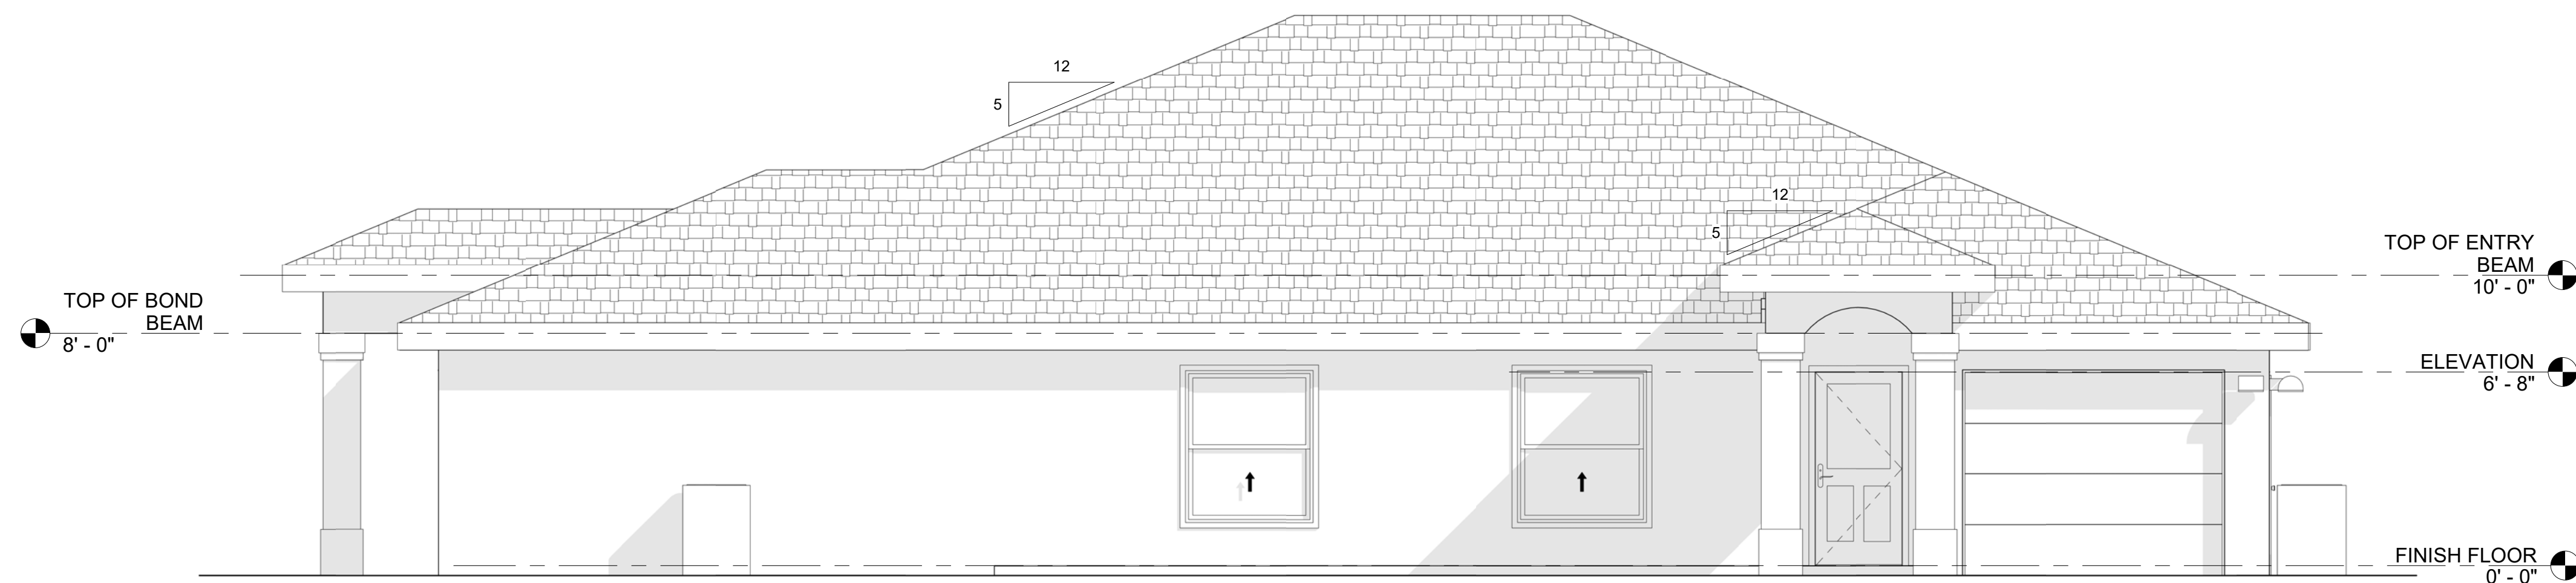 12
5
12
5
TOP OF ENTRY
BEAM
10' - 0"
TOP OF BOND
BEAM
8' - 0"
ELEVATION
6' - 8"
FINISH FLOOR
0' - 0"